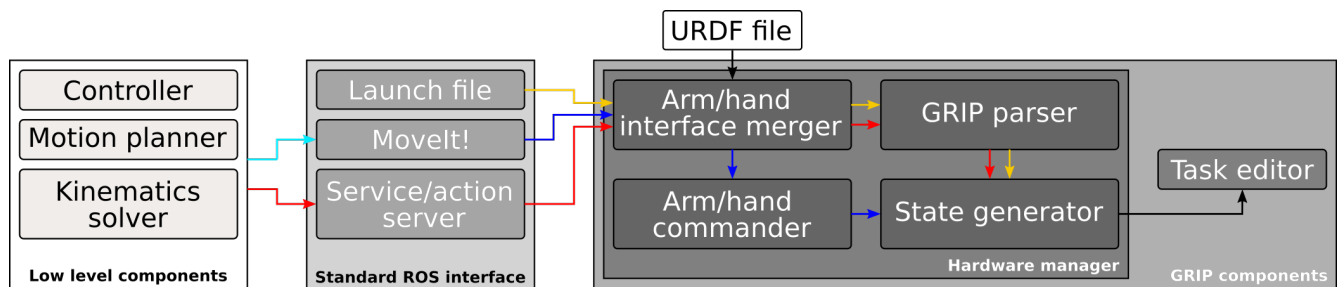 URDF file
Controller
Motion planner
Kinematics
solver
Low level components
Launch file
MoveIt!
Service/action
server
Standard ROS interface
Arm/hand
interface merger
GRIP parser
Arm/hand
commander
State generator
Hardware manager
Task editor
GRIP components